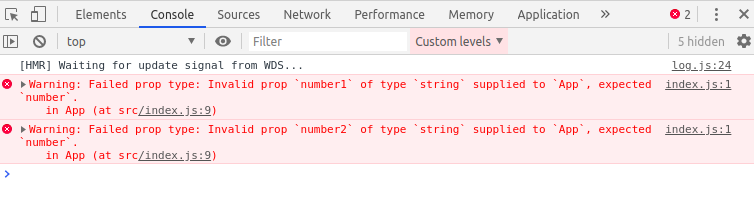 Elements Console Sources Network Performance Memory Application » 2
top Filter Custom levels 5 hidden
[HMR] Waiting for update signal from WDS... log.js:24
Warning: Failed prop type: Invalid prop `number1` of type `string` supplied to `App`, expected index.js:1
`number`.
in App (at src/index.js:9)
Warning: Failed prop type: Invalid prop `number2` of type `string` supplied to `App`, expected index.js:1
`number`.
in App (at src/index.js:9)